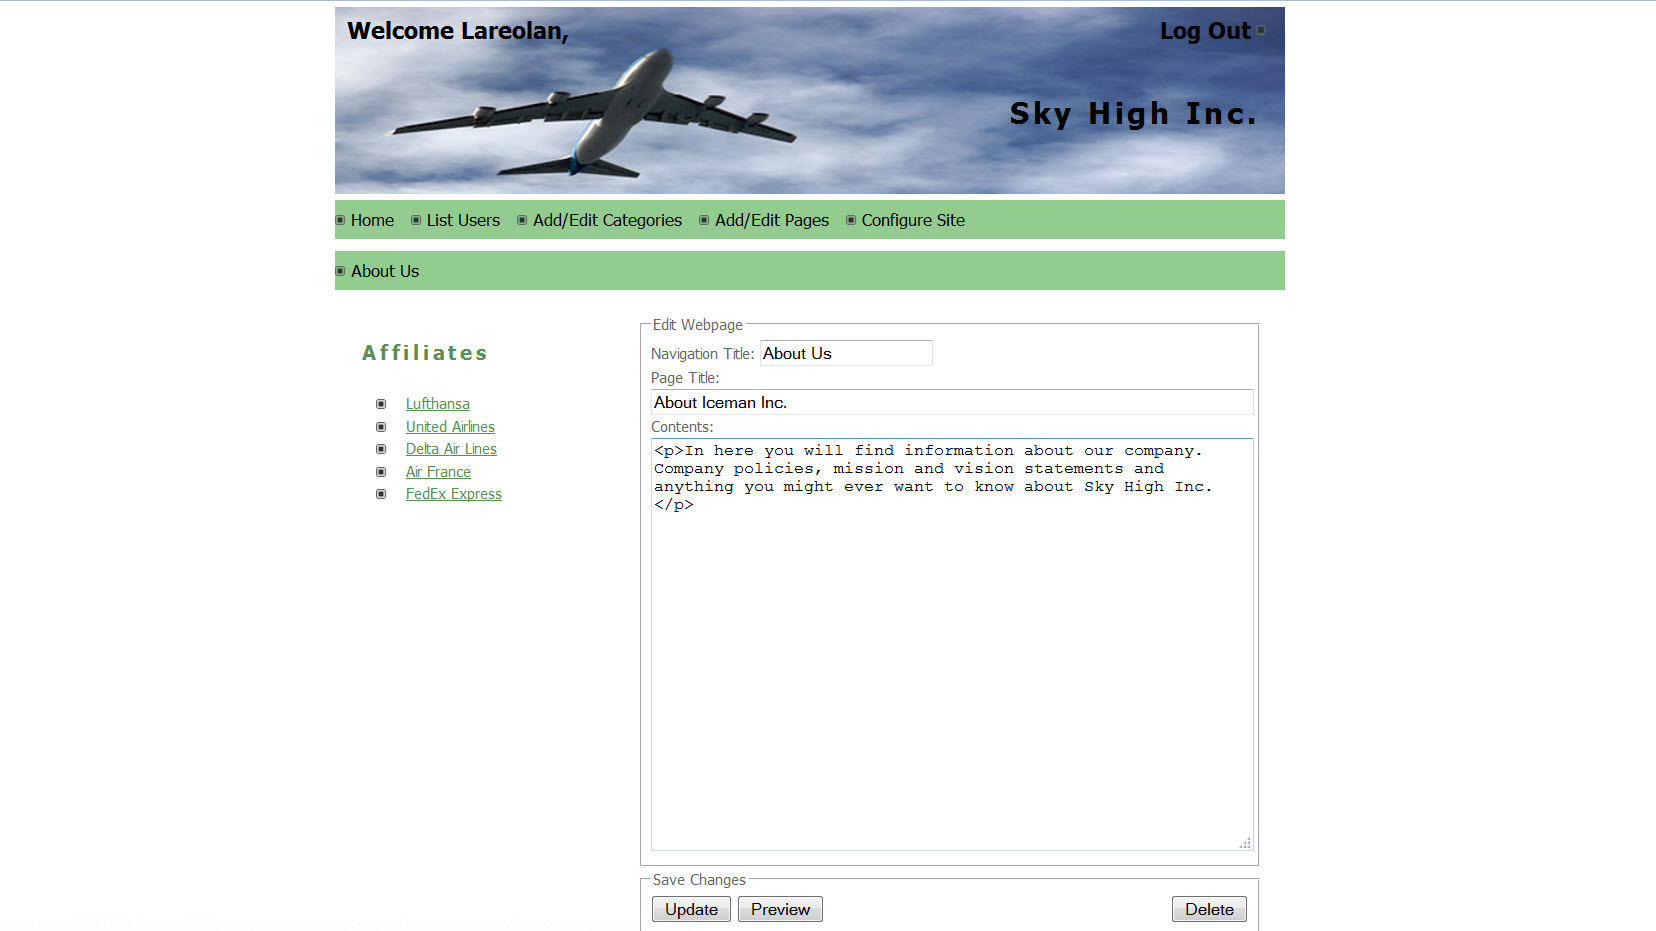 Welcome Lareolan,
Log Out
Sky High Inc.
Home List Users Add/Edit Categories Add/Edit Pages Configure Site
About Us
Affiliates
Lufthansa
United Airlines
Delta Air Lines
Air France
FedEx Express
Edit Webpage
Navigation Title: About Us
Page Title:
About Iceman Inc.
Contents:
<p>In here you will find information about our company.
Company policies, mission and vision statements and
anything you might ever want to know about Sky High Inc.
</p>
Save Changes
Update Preview Delete